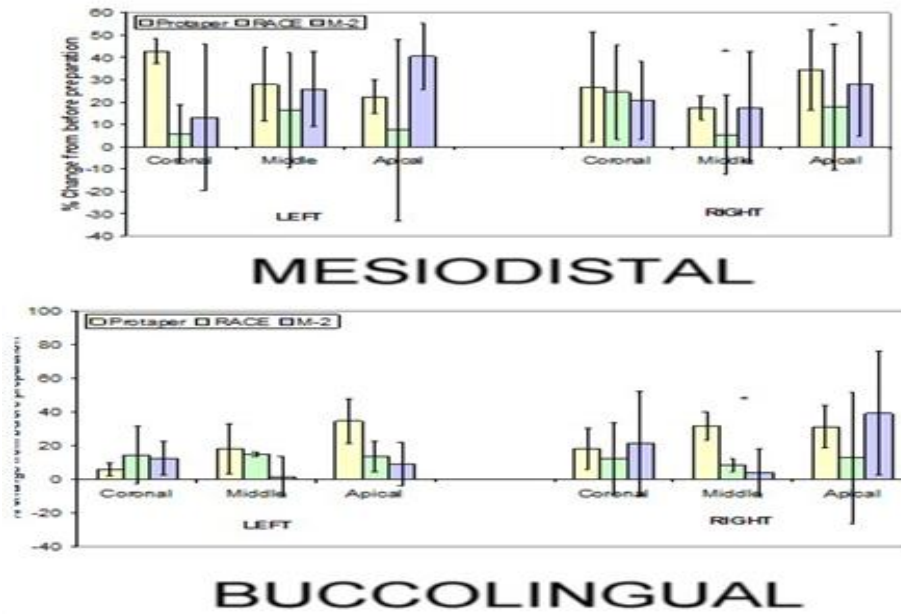 60
Protaper RACE M-2
50
40
30
20
10
0
-10
-20
-30
-40
% Change from before preparation
Coronal Middle Apical Coronal Middle Apical
LEFT RIGHT
MESIODISTAL
100
Protaper RACE M-2
80
60
40
20
0
-20
-40
Coronal Middle Apical Coronal Middle Apical
LEFT RIGHT
BUCCOLINGUAL